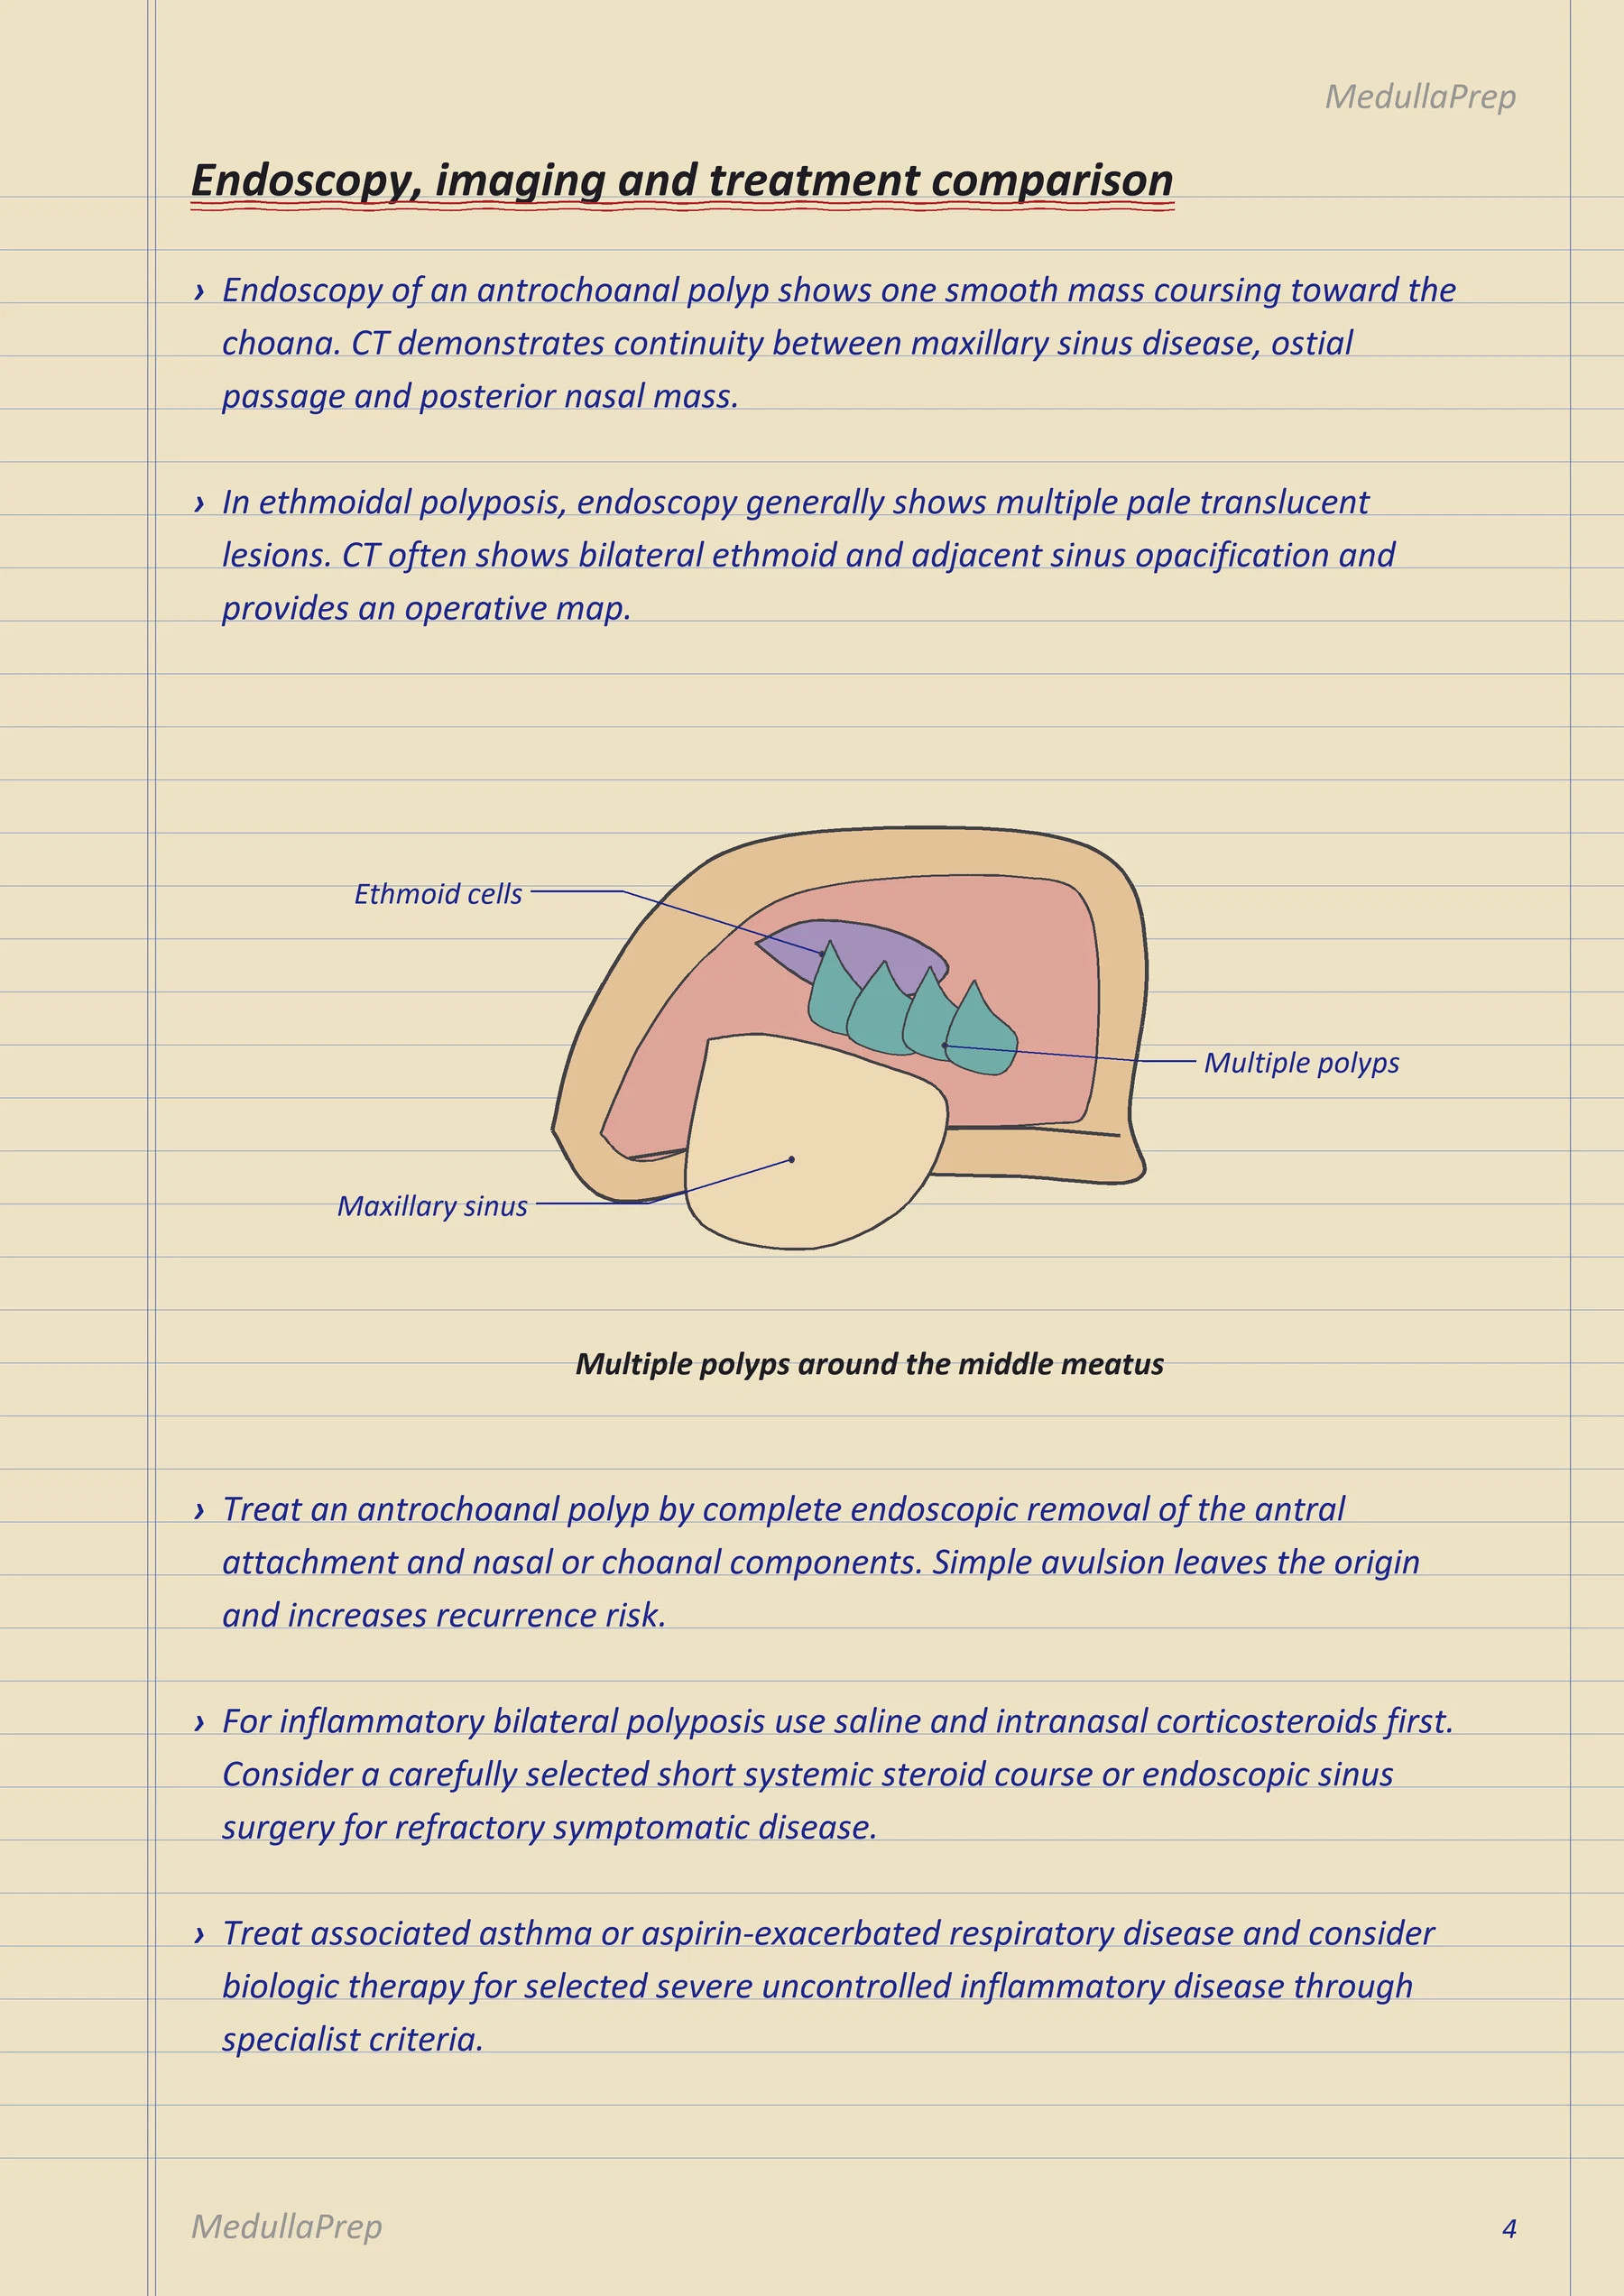 MedullaPrep
Endoscopy, imaging and treatment comparison
› Endoscopy of an antrochoanal polyp shows one smooth mass coursing toward the
choana. CT demonstrates continuity between maxillary sinus disease, ostial
passage and posterior nasal mass.
› In ethmoidal polyposis, endoscopy generally shows multiple pale translucent
lesions. CT often shows bilateral ethmoid and adjacent sinus opacification and
provides an operative map.
Ethmoid cells
Multiple polyps
Maxillary sinus
Multiple polyps around the middle meatus
› Treat an antrochoanal polyp by complete endoscopic removal of the antral
attachment and nasal or choanal components. Simple avulsion leaves the origin
and increases recurrence risk.
› For inflammatory bilateral polyposis use saline and intranasal corticosteroids first.
Consider a carefully selected short systemic steroid course or endoscopic sinus
surgery for refractory symptomatic disease.
› Treat associated asthma or aspirin-exacerbated respiratory disease and consider
biologic therapy for selected severe uncontrolled inflammatory disease through
specialist criteria.
MedullaPrep
4